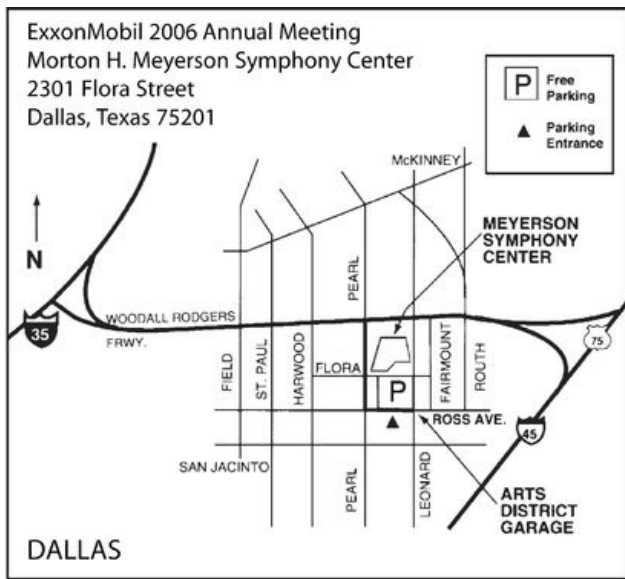 ExxonMobil 2006 Annual Meeting
Morton H. Meyerson Symphony Center
2301 Flora Street
Dallas, Texas 75201
P
Free
Parking
Parking
Entrance
McKINNEY
N
MEYERSON
SYMPHONY
CENTER
PEARL
WOODALL RODGERS
FRWY.
35
75
FIELD
ST. PAUL
HARWOOD
FLORA
P
FAIRMOUNT
ROUTH
ROSS AVE.
45
SAN JACINTO
PEARL
LEONARD
ARTS
DISTRICT
GARAGE
DALLAS